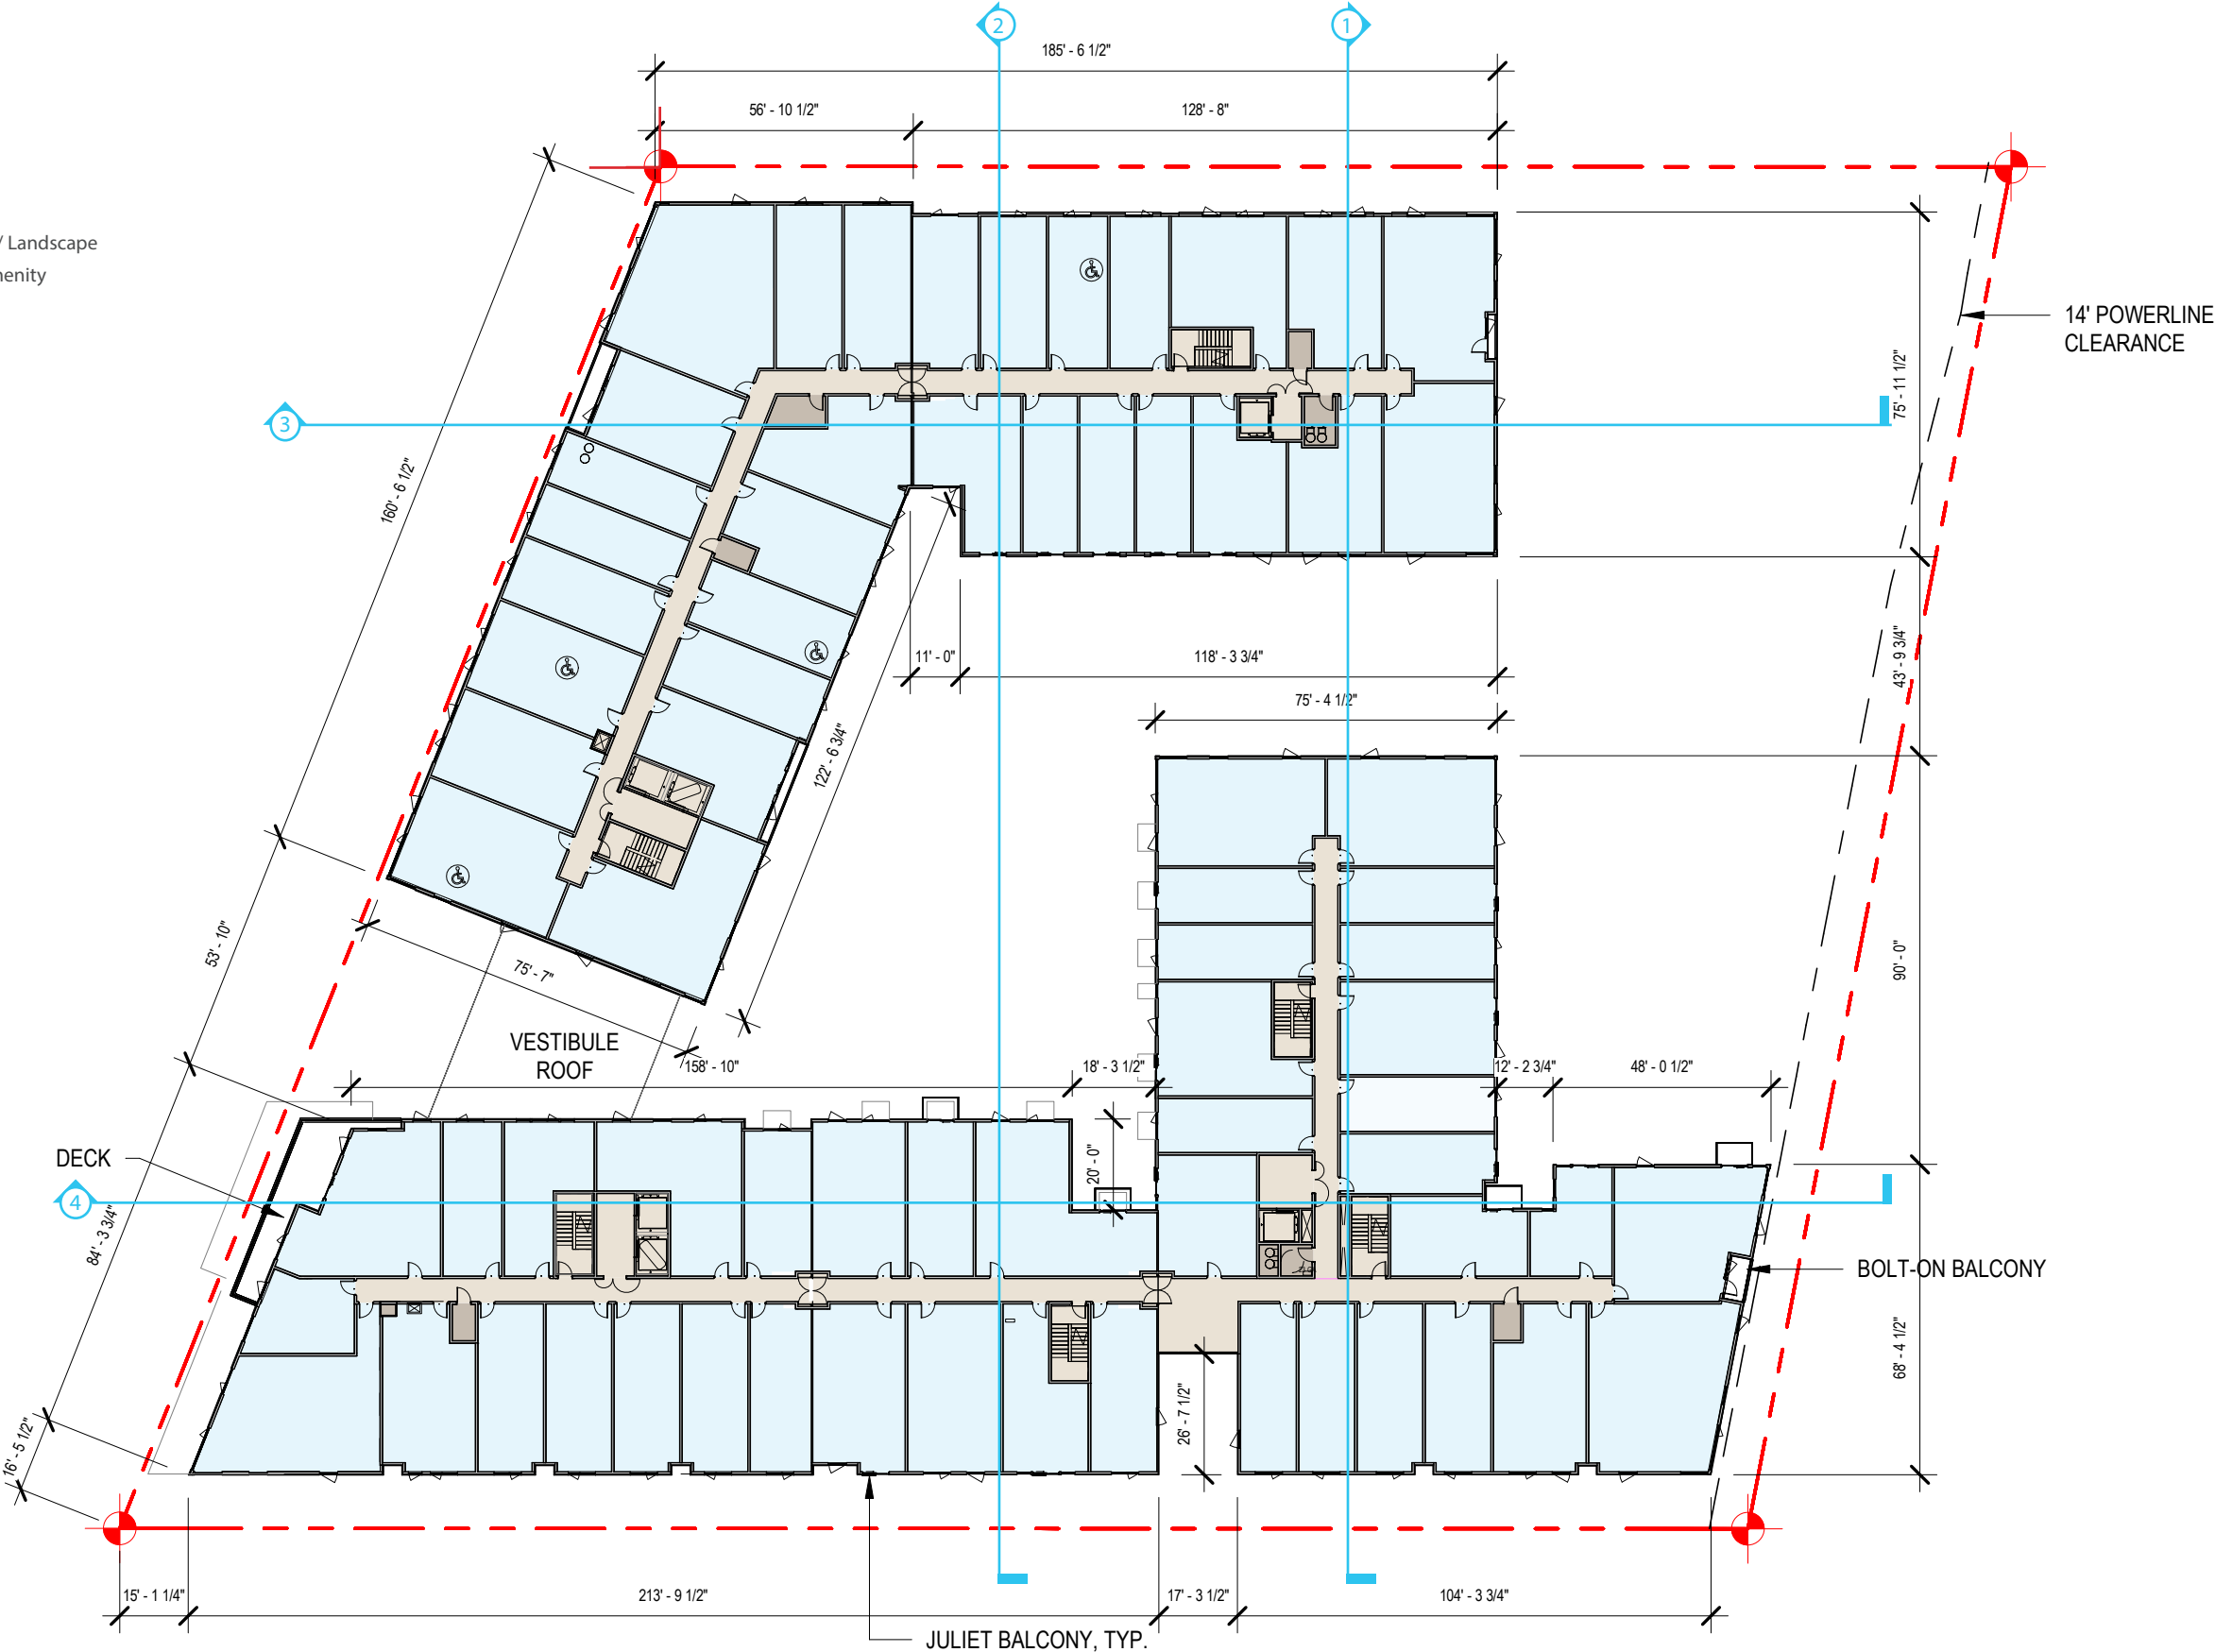 2
1
185' - 6 1/2"
56' - 10 1/2"
128' - 8"
/ Landscape
14' POWERLINE
CLEARANCE
75' - 11 1/2"
3
160' - 6 1/2"
11' - 0"
118' - 3 3/4"
43' - 9 3/4"
75' - 4 1/2"
122' - 6 3/4"
53' - 10"
75' - 7"
90' - 0"
VESTIBULE
ROOF
158' - 10"
18' - 3 1/2"
12' - 2 3/4"
48' - 0 1/2"
DECK
20' - 0"
4
84' - 3 3/4"
BOLT-ON BALCONY
68' - 4 1/2"
26' - 7 1/2"
16' - 5 1/2"
15' - 1 1/4"
213' - 9 1/2"
17' - 3 1/2"
104' - 3 3/4"
JULIET BALCONY, TYP.